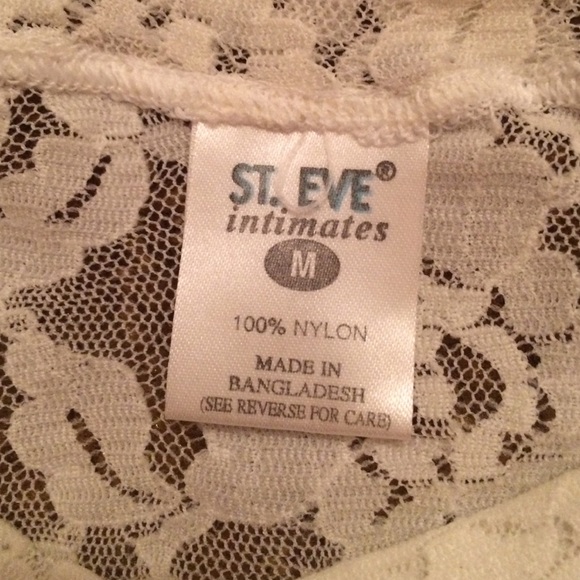 ST. EVE®
intimates
M
100% NYLON
MADE IN
BANGLADESH
(SEE REVERSE FOR CARE)